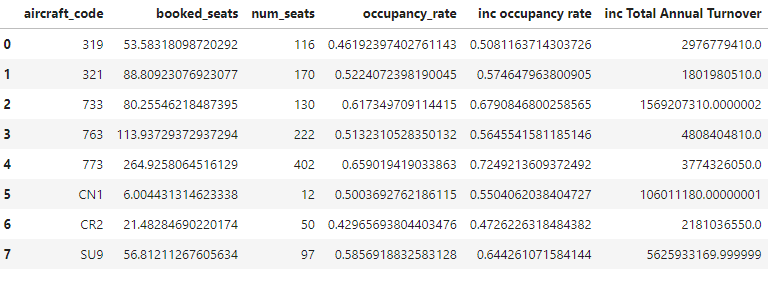 aircraft_code booked_seats num_seats occupancy_rate inc occupancy rate inc Total Annual Turnover
0 319 53.58318098720292 116 0.46192397402761143 0.5081163714303726 2976779410.0
1 321 88.80923076923077 170 0.5224072398190045 0.574647963800905 1801980510.0
2 733 80.25546218487395 130 0.617349709114415 0.6790846800258565 1569207310.0000002
3 763 113.93729372937294 222 0.5132310528350132 0.5645541581185146 4808404810.0
4 773 264.9258064516129 402 0.659019419033863 0.7249213609372492 3774326050.0
5 CN1 6.004431314623338 12 0.5003692762186115 0.5504062038404727 106011180.00000001
6 CR2 21.48284690220174 50 0.42965693804403476 0.4726226318484382 2181036550.0
7 SU9 56.81211267605634 97 0.5856918832583128 0.644261071584144 5625933169.999999